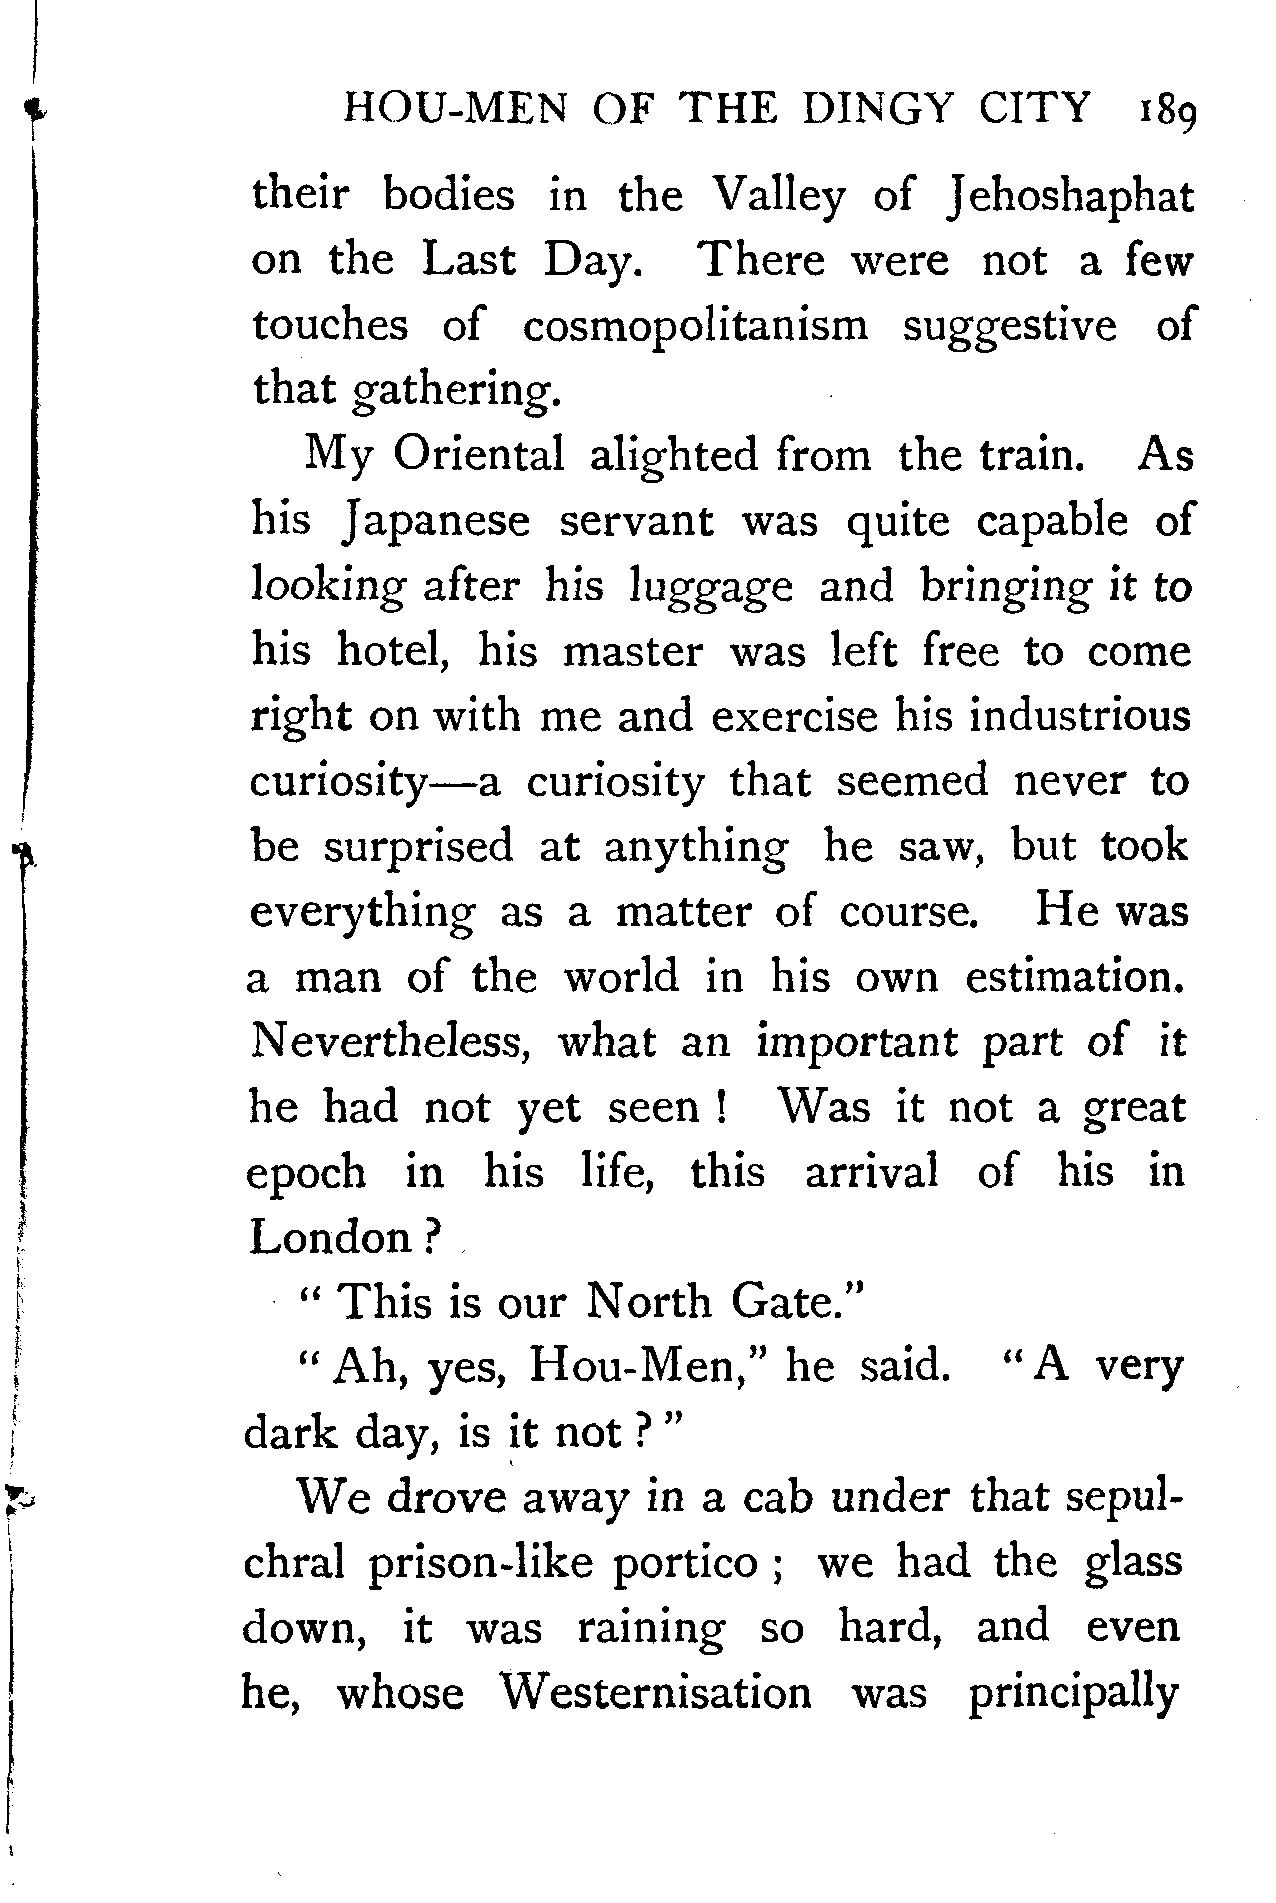 HOU-MEN OF THE DINGY CITY 189
their bodies in the Valley of Jehoshaphat
on the Last Day. There were not a few
touches of cosmopolitanism suggestive of
that gathering.
My Oriental alighted from the train. As
his Japanese servant was quite capable of
looking after his luggage and bringing it to
his hotel, his master was left free to come
right on with me and exercise his industrious
curiosity—a curiosity that seemed never to
be surprised at anything he saw, but took
everything as a matter of course. He was
a man of the world in his own estimation.
Nevertheless, what an important part of it
he had not yet seen ! Was it not a great
epoch in his life, this arrival of his in
London ?
“ This is our North Gate.”
“ Ah, yes, Hou-Men,” he said. “ A very
dark day, is it not ? ”
We drove away in a cab under that sepul-
chral prison-like portico ; we had the glass
down, it was raining so hard, and even
he, whose Westernisation was principally